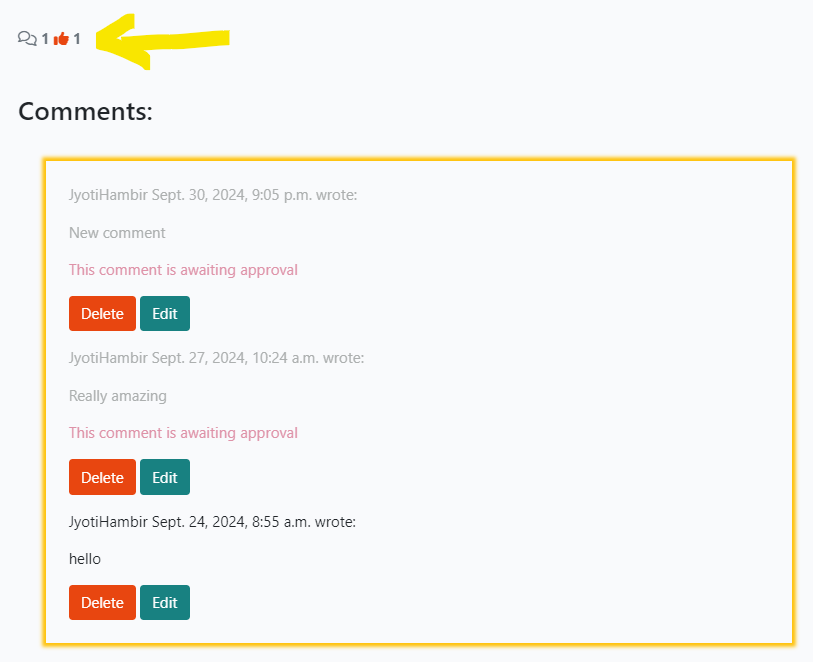 1 1
Comments:
JyotiHambir Sept. 30, 2024, 9:05 p.m. wrote:
New comment
This comment is awaiting approval
Delete Edit
JyotiHambir Sept. 27, 2024, 10:24 a.m. wrote:
Really amazing
This comment is awaiting approval
Delete Edit
JyotiHambir Sept. 24, 2024, 8:55 a.m. wrote:
hello
Delete Edit